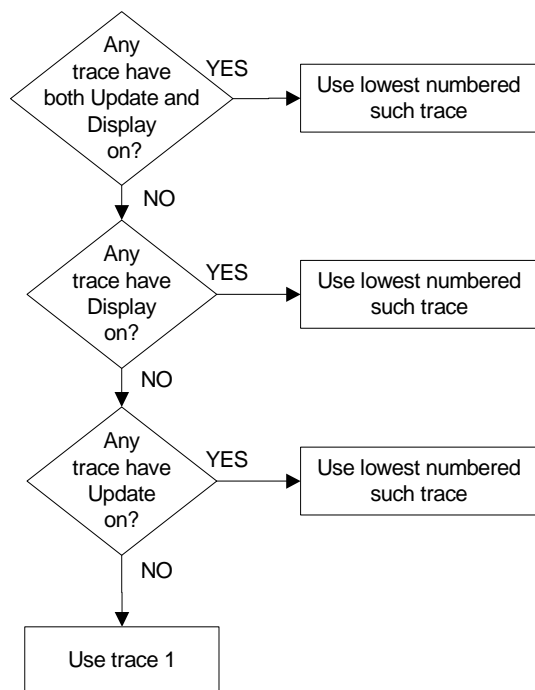 Any
trace have
both Update and
Display
on?
YES
Use lowest numbered
such trace
NO
Any
trace have
Display
on?
YES
Use lowest numbered
such trace
NO
Any
trace have
Update
on?
YES
Use lowest numbered
such trace
NO
Use trace 1